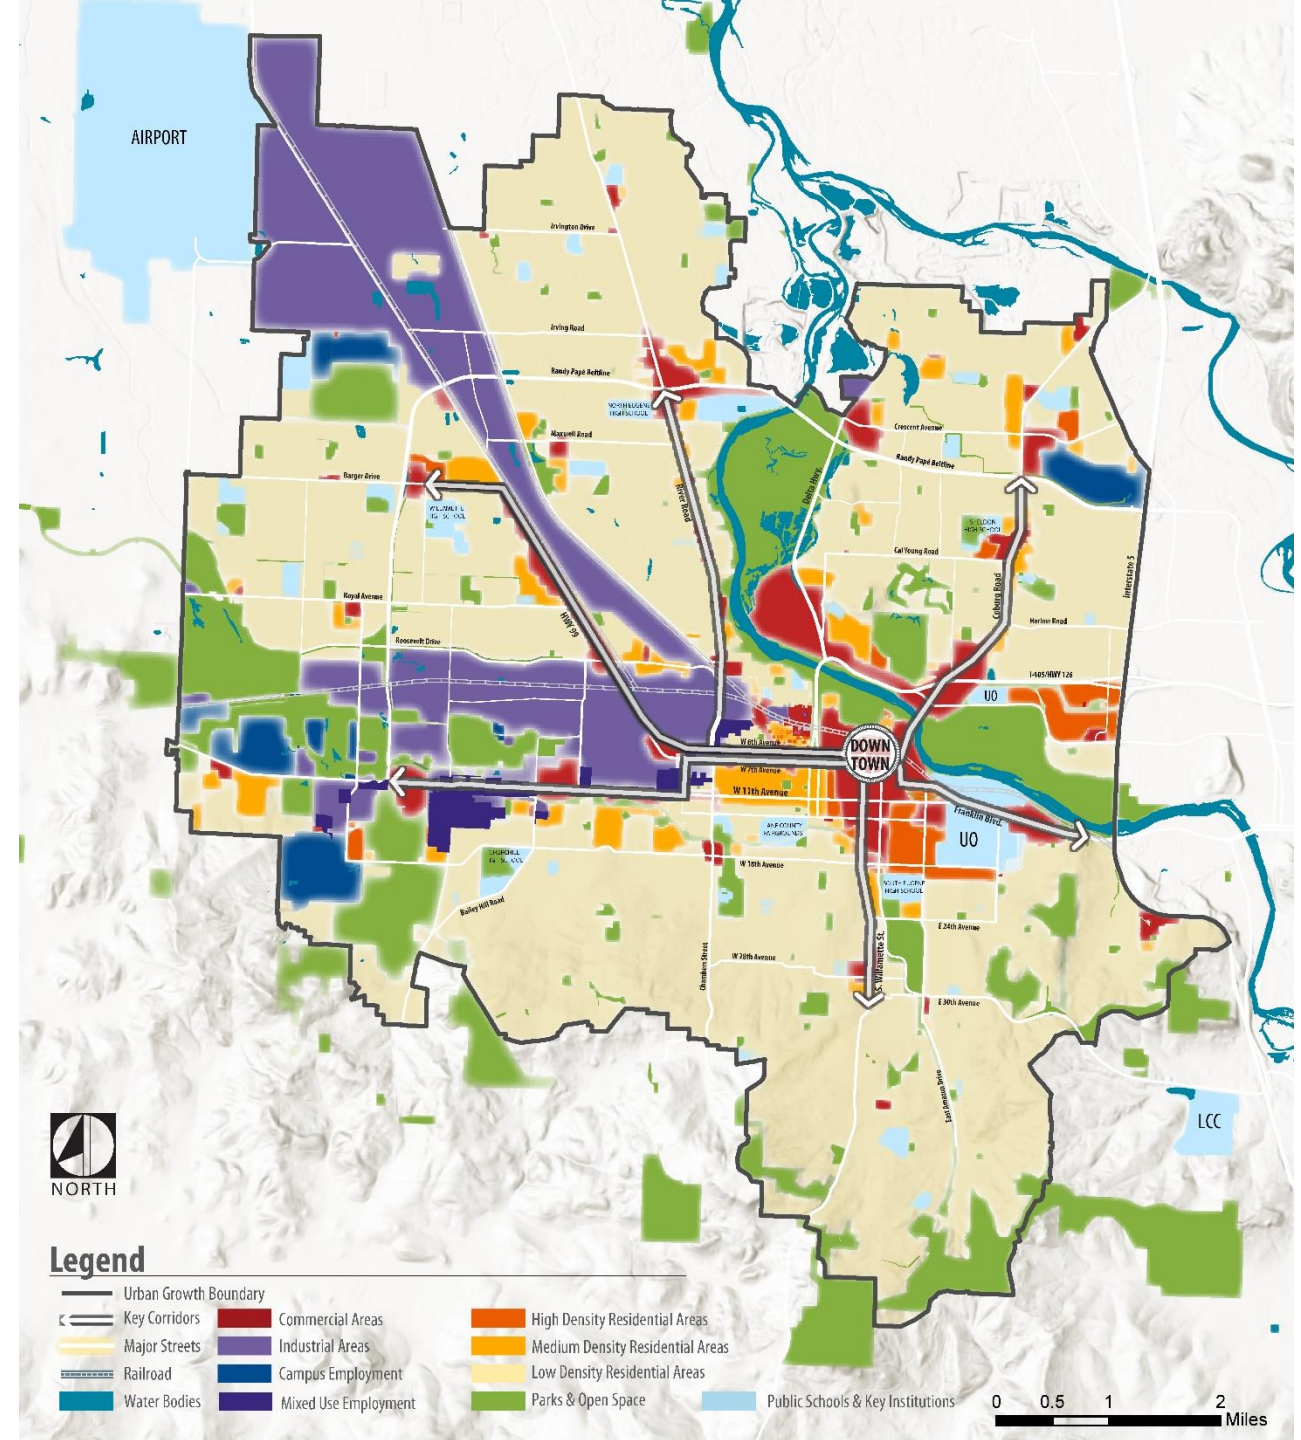 AIRPORT
Irvington Drive
Irving Road
Randy Papé Beltline
NORTH EUGENE
HIGH SCHOOL
Maxwell Road
Crescent Avenue
Randy Papé Beltline
Barger Drive
River Road
Delta Hwy.
HIGH SCHOOL
SHELDON
HIGH SCHOOL
Cal Young Road
Coburg Road
Interstate 5
Royal Avenue
HWY 99
Harlow Road
Roosevelt Drive
I-105/HWY 126
UO
DOWN
TOWN
W 6th Avenue
W 7th Avenue
W 11th Avenue
Franklin Blvd.
LANE COUNTY
FAIRGROUNDS
UO
CHURCHILL
HIGH SCHOOL
W 18th Avenue
SOUTH EUGENE
HIGH SCHOOL
Bailey Hill Road
E 24th Avenue
Chambers Street
W 28th Avenue
S. Willamette St.
E 30th Avenue
East Amazon Drive
LCC
NORTH
Legend
Urban Growth Boundary
Key Corridors
Commercial Areas
High Density Residential Areas
Major Streets
Industrial Areas
Medium Density Residential Areas
Railroad
Campus Employment
Low Density Residential Areas
Water Bodies
Mixed Use Employment
Parks & Open Space
Public Schools & Key Institutions
0 0.5 1 2
Miles